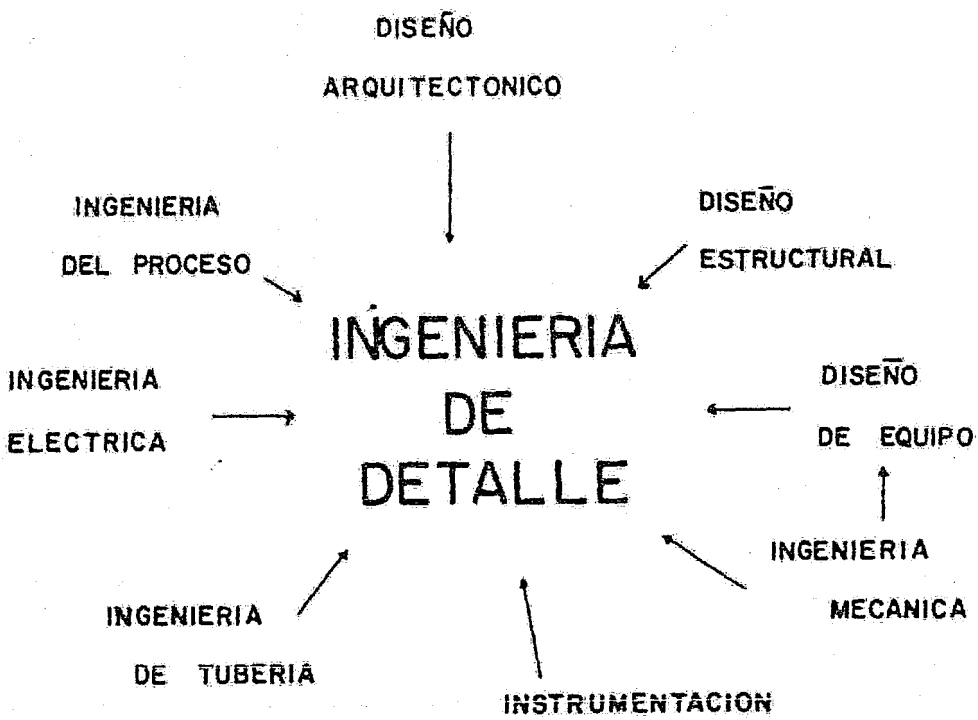 DISEÑO
ARQUITECTONICO
INGENIERIA
DEL PROCESO
DISEÑO
ESTRUCTURAL
INGENIERIA
DE
DETALLE
INGENIERIA
ELECTRICA
DISEÑO
DE EQUIPO
INGENIERIA
MECANICA
INGENIERIA
DE TUBERIA
INSTRUMENTACION